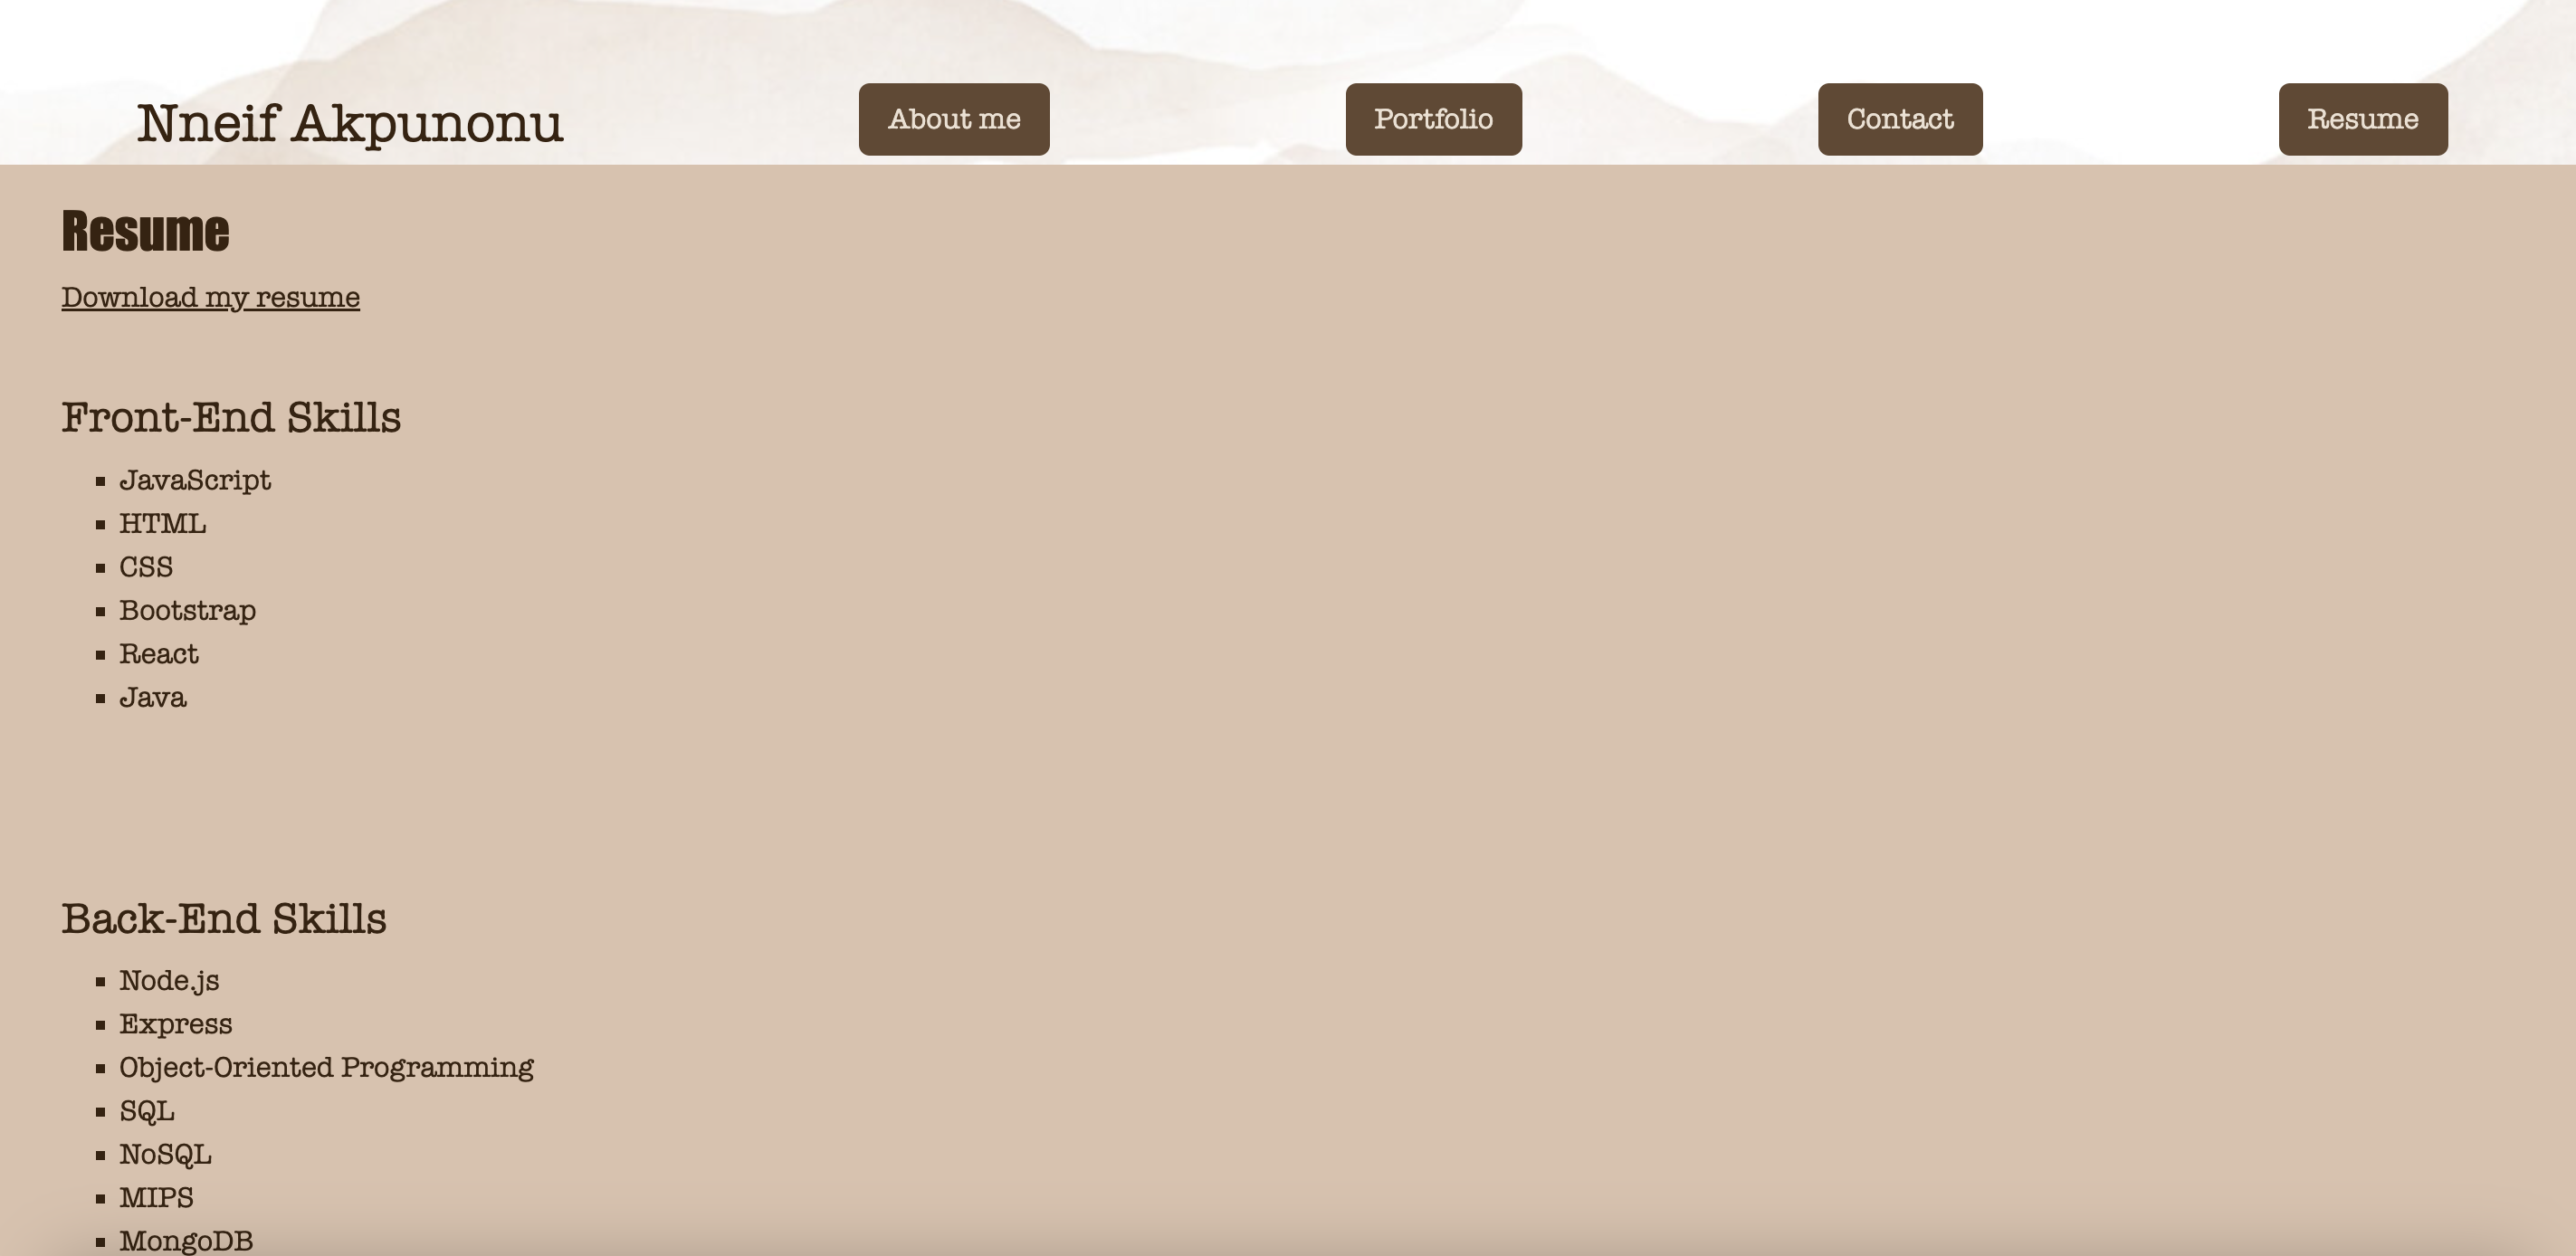 Nneif Akpunonu
About me
Portfolio
Contact
Resume
Resume
Download my resume
Front-End Skills
JavaScript
HTML
CSS
Bootstrap
React
Java
Back-End Skills
Node.js
Express
Object-Oriented Programming
SQL
NoSQL
MIPS
MongoDB